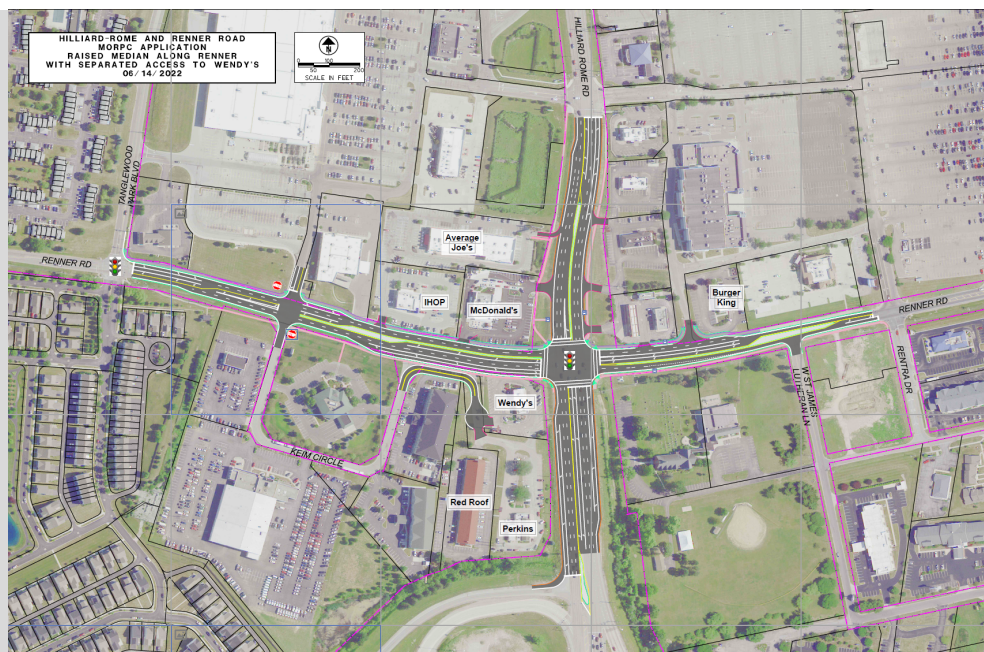 HILLIARD-ROME AND RENNER ROAD
MORPC APPLICATION
RAISED MEDIAN ALONG RENNER
WITH SEPARATED ACCESS TO WENDY'S
06/14/2022
N
0 100
50 200
SCALE IN FEET
HILLIARD ROME RD
TANGLEWOOD
PARK BLVD
RENNER RD
Average
Joe's
IHOP
McDonald's
Burger
King
RENNER RD
RENTRA DR
W ST JAMES
LUTHERAN LN
Wendy's
KEIM CIRCLE
Red Roof
Perkins